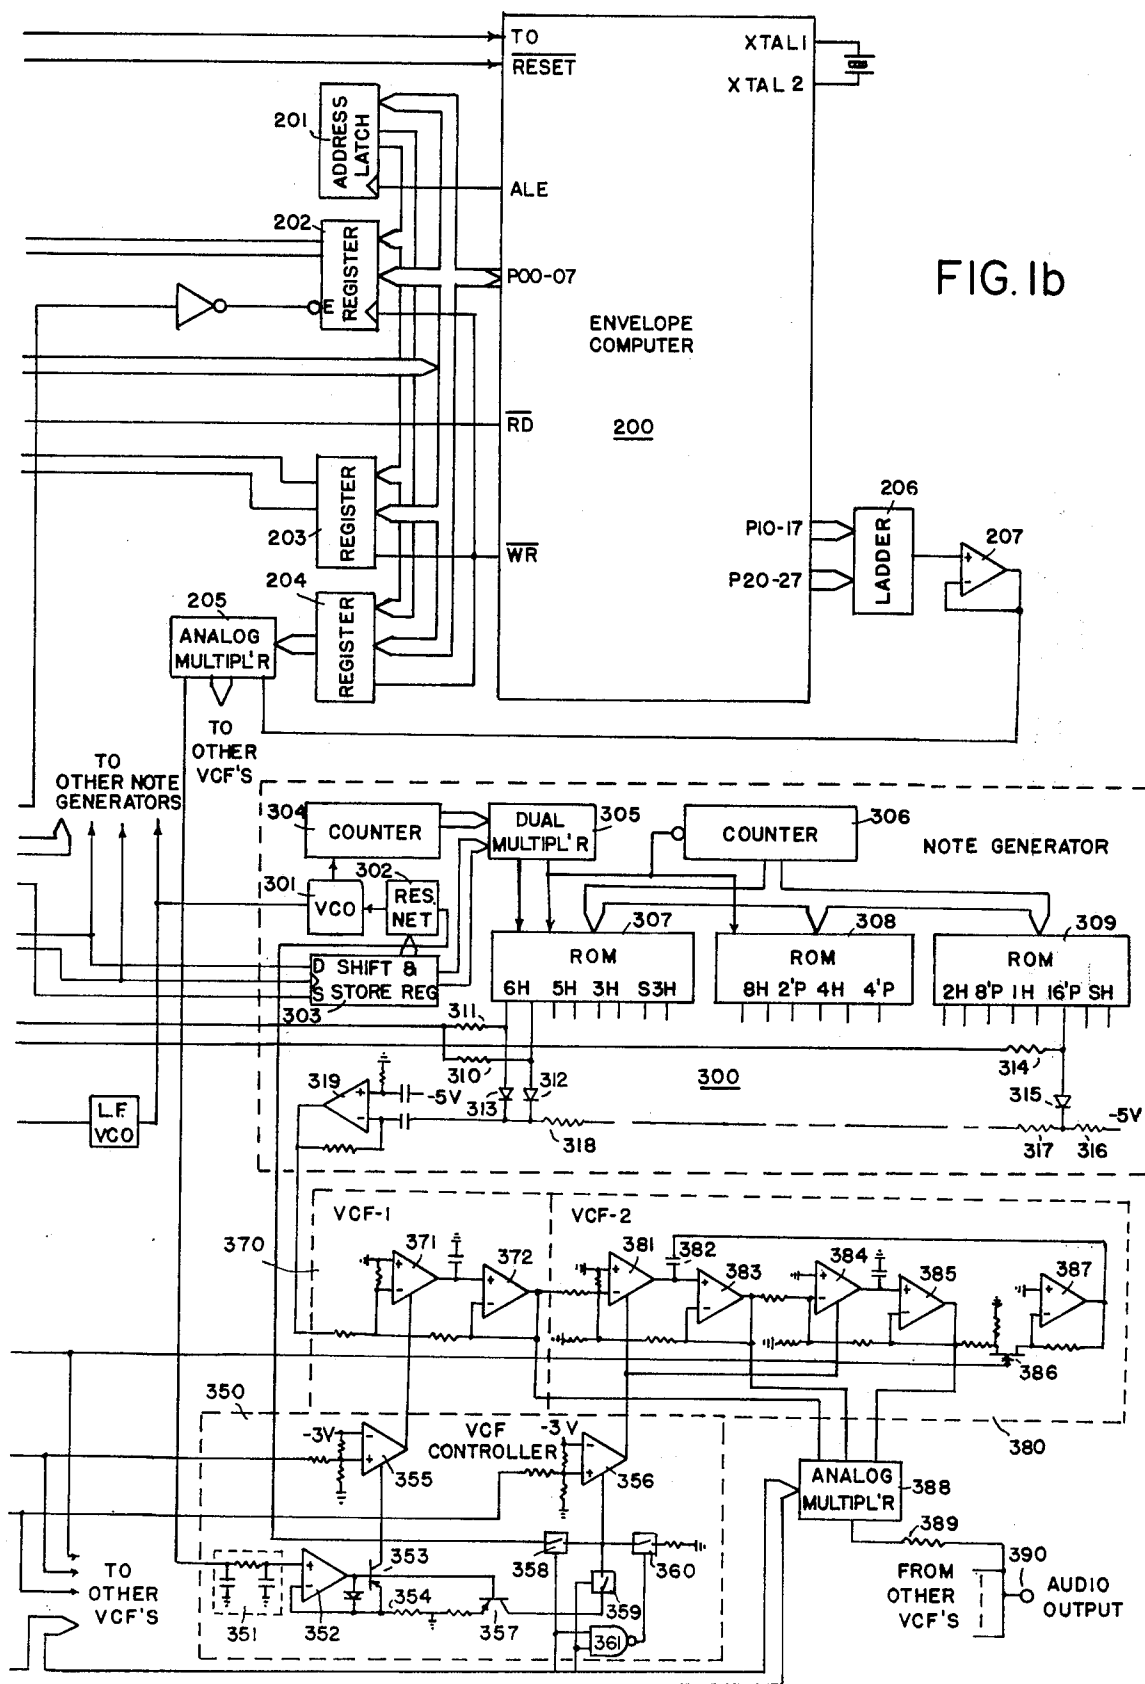 TO
RESET
XTAL 1
XTAL 2
201
ADDRESS
LATCH
ALE
202
REGISTER
E
P00-07
FIG. 1b
ENVELOPE
COMPUTER
200
RD
203
REGISTER
WR
P10-17
P20-27
206
LADDER
207
+
-
204
REGISTER
205
ANALOG
MULTIPL'R
TO
OTHER
VCF'S
TO
OTHER NOTE
GENERATORS
304
COUNTER
DUAL
MULTIPL'R
305
COUNTER
306
NOTE GENERATOR
301
VCO
302
RES.
NET
307
ROM
6H 5H 3H S3H
308
ROM
8H 2'P 4H 4'P
309
ROM
2H 8'P 1H 16'P SH
D SHIFT &
S STORE REG
303
311
310
312
313
314
315
300
319
+
-
-5V
318
317
316
-5V
L.F.
VCO
VCF-1
VCF-2
370
371
+
-
372
+
-
381
+
-
382
383
+
-
384
+
-
385
+
-
387
+
-
386
380
350
VCF
CONTROLLER
-3V
-
+
355
-3V
-
+
356
ANALOG
MULTIPL'R
388
389
390
AUDIO
OUTPUT
FROM
OTHER
VCF'S
358
360
359
361
351
+
-
352
353
354
357
TO
OTHER
VCF'S